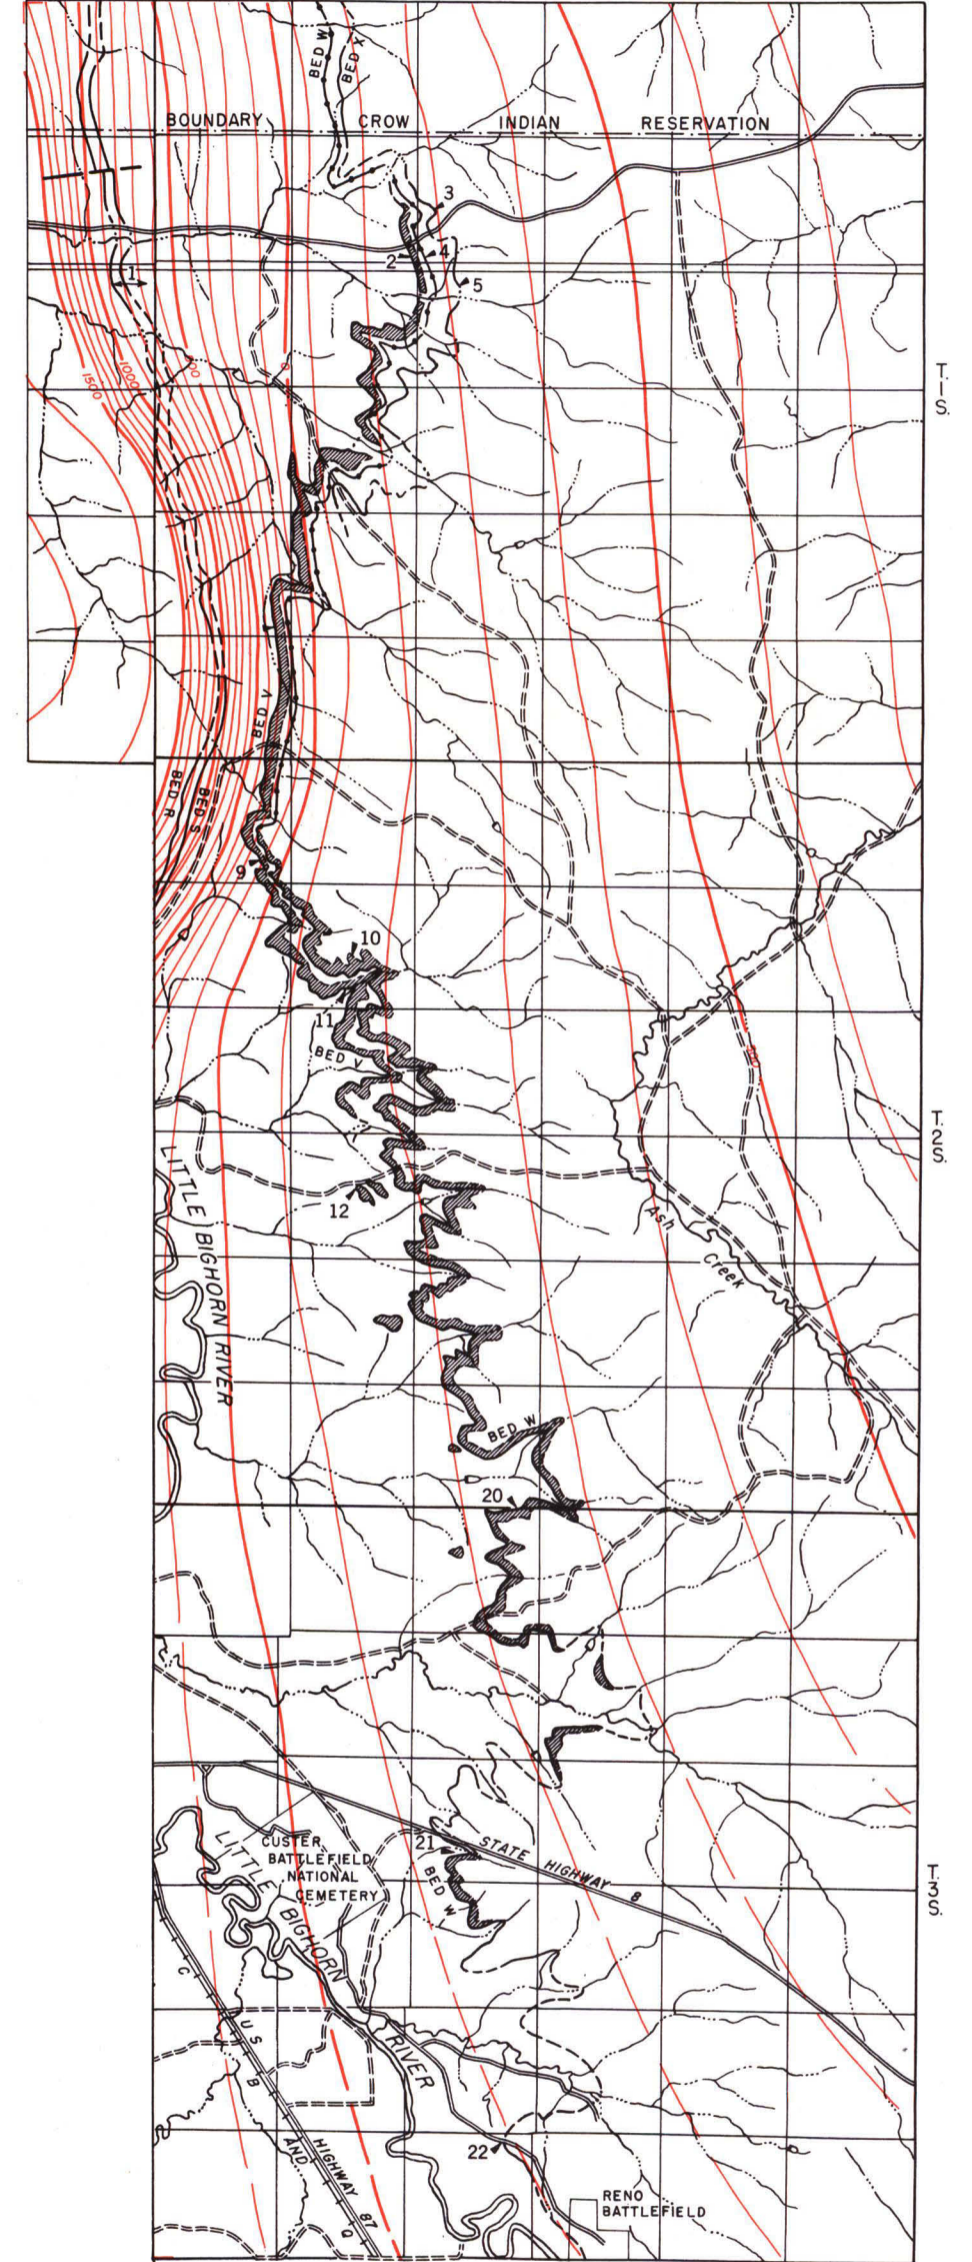 BED W
BED X
BOUNDARY CROW INDIAN RESERVATION
3
2
4
5
1
1500
1000
0
T.
1
S.
BED V
BED R
BED S
9
10
11
BED V
T.
2
S.
12
Ash
Creek
LITTLE BIGHORN RIVER
BED W
20
21
STATE HIGHWAY 8
BED W
CUSTER
BATTLEFIELD
NATIONAL
CEMETERY
T.
3
S.
LITTLE BIGHORN RIVER
C B AND Q
US HIGHWAY 87
22
RENO
BATTLEFIELD